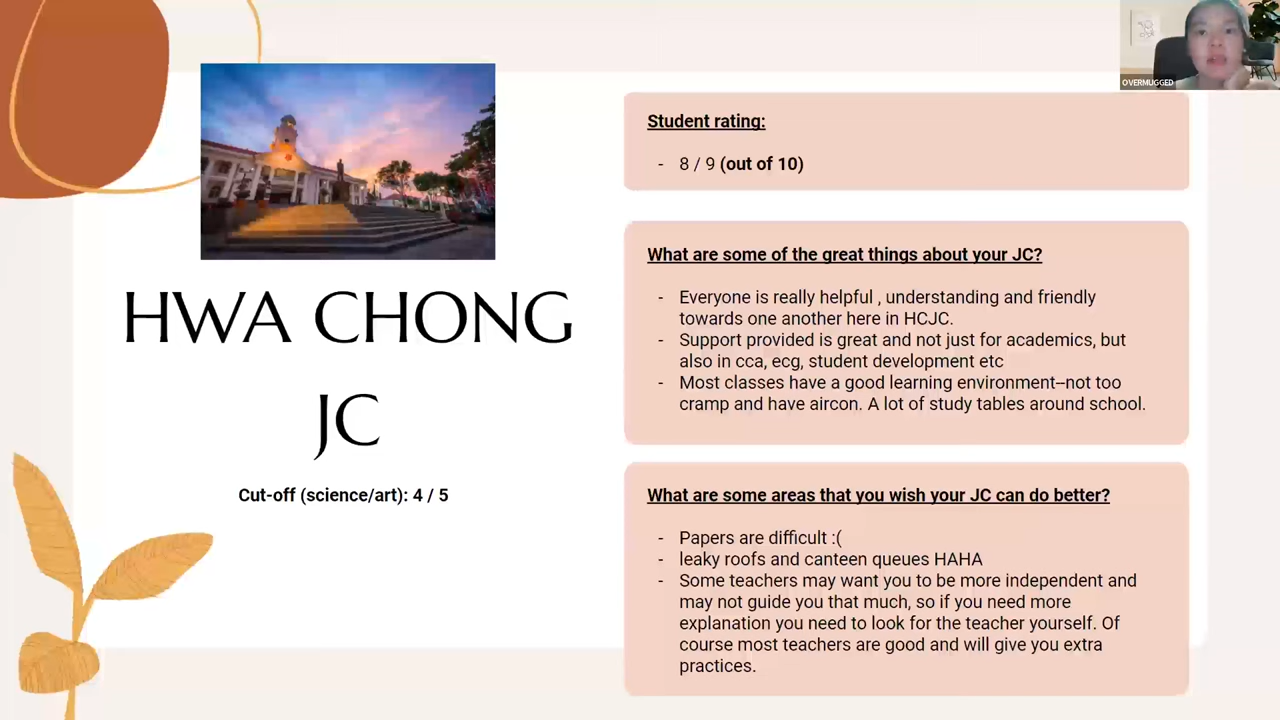 OVERMUGGED
HWA CHONG
JC
Cut-off (science/art): 4 / 5
Student rating:
- 8 / 9 (out of 10)
What are some of the great things about your JC?
- Everyone is really helpful , understanding and friendly
towards one another here in HCJC.
- Support provided is great and not just for academics, but
also in cca, ecg, student development etc
- Most classes have a good learning environment–not too
cramp and have aircon. A lot of study tables around school.
What are some areas that you wish your JC can do better?
- Papers are difficult :(
- leaky roofs and canteen queues HAHA
- Some teachers may want you to be more independent and
may not guide you that much, so if you need more
explanation you need to look for the teacher yourself. Of
course most teachers are good and will give you extra
practices.